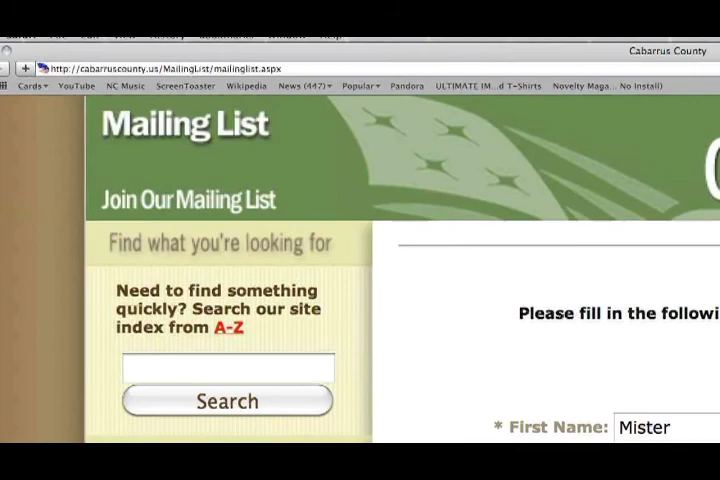 Cabarrus County
http://cabarruscounty.us/MailingList/mailinglist.aspx
Cards YouTube NC Music ScreenToaster Wikipedia News (447) Popular Pandora ULTIMATE IM...d T-Shirts Novelty Maga... No Install)
Mailing List
Join Our Mailing List
Find what you're looking for
Need to find something
quickly? Search our site
index from A-Z
Search
Please fill in the followi
* First Name: Mister